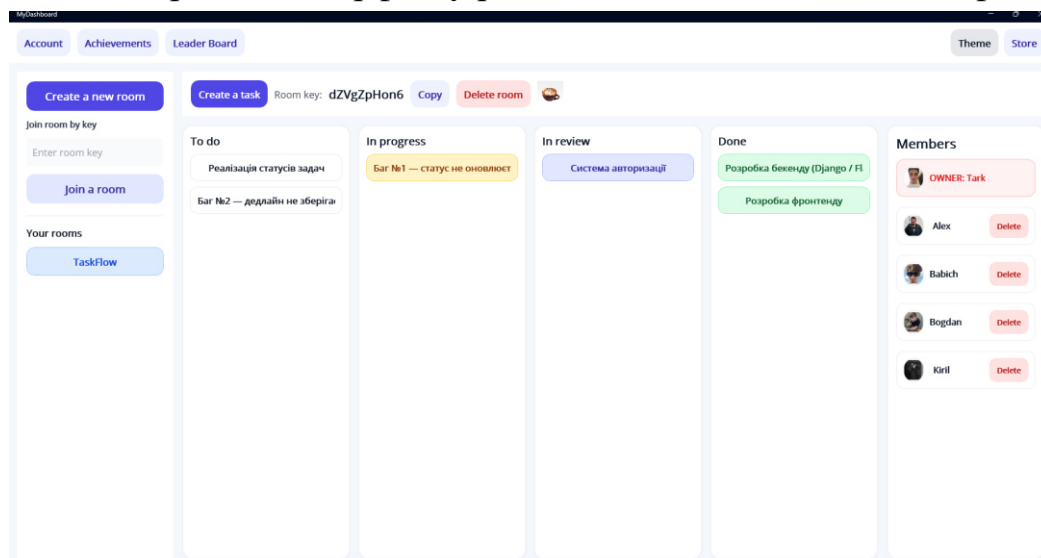 MyDashboard
Account Achievements Leader Board Theme Store
Create a new room
Join room by key
Enter room key
Join a room
Your rooms
TaskFlow
Create a task Room key: dZVgZpHon6 Copy Delete room
To do
Реалізація статусів задач
Баг №2 — дедлайн не зберіга
In progress
Баг №1 — статус не оновлюєт
In review
Система авторизації
Done
Розробка бекенду (Django / Fl
Розробка фронтенду
Members
OWNER: Tark
Alex Delete
Babich Delete
Bogdan Delete
Kiril Delete